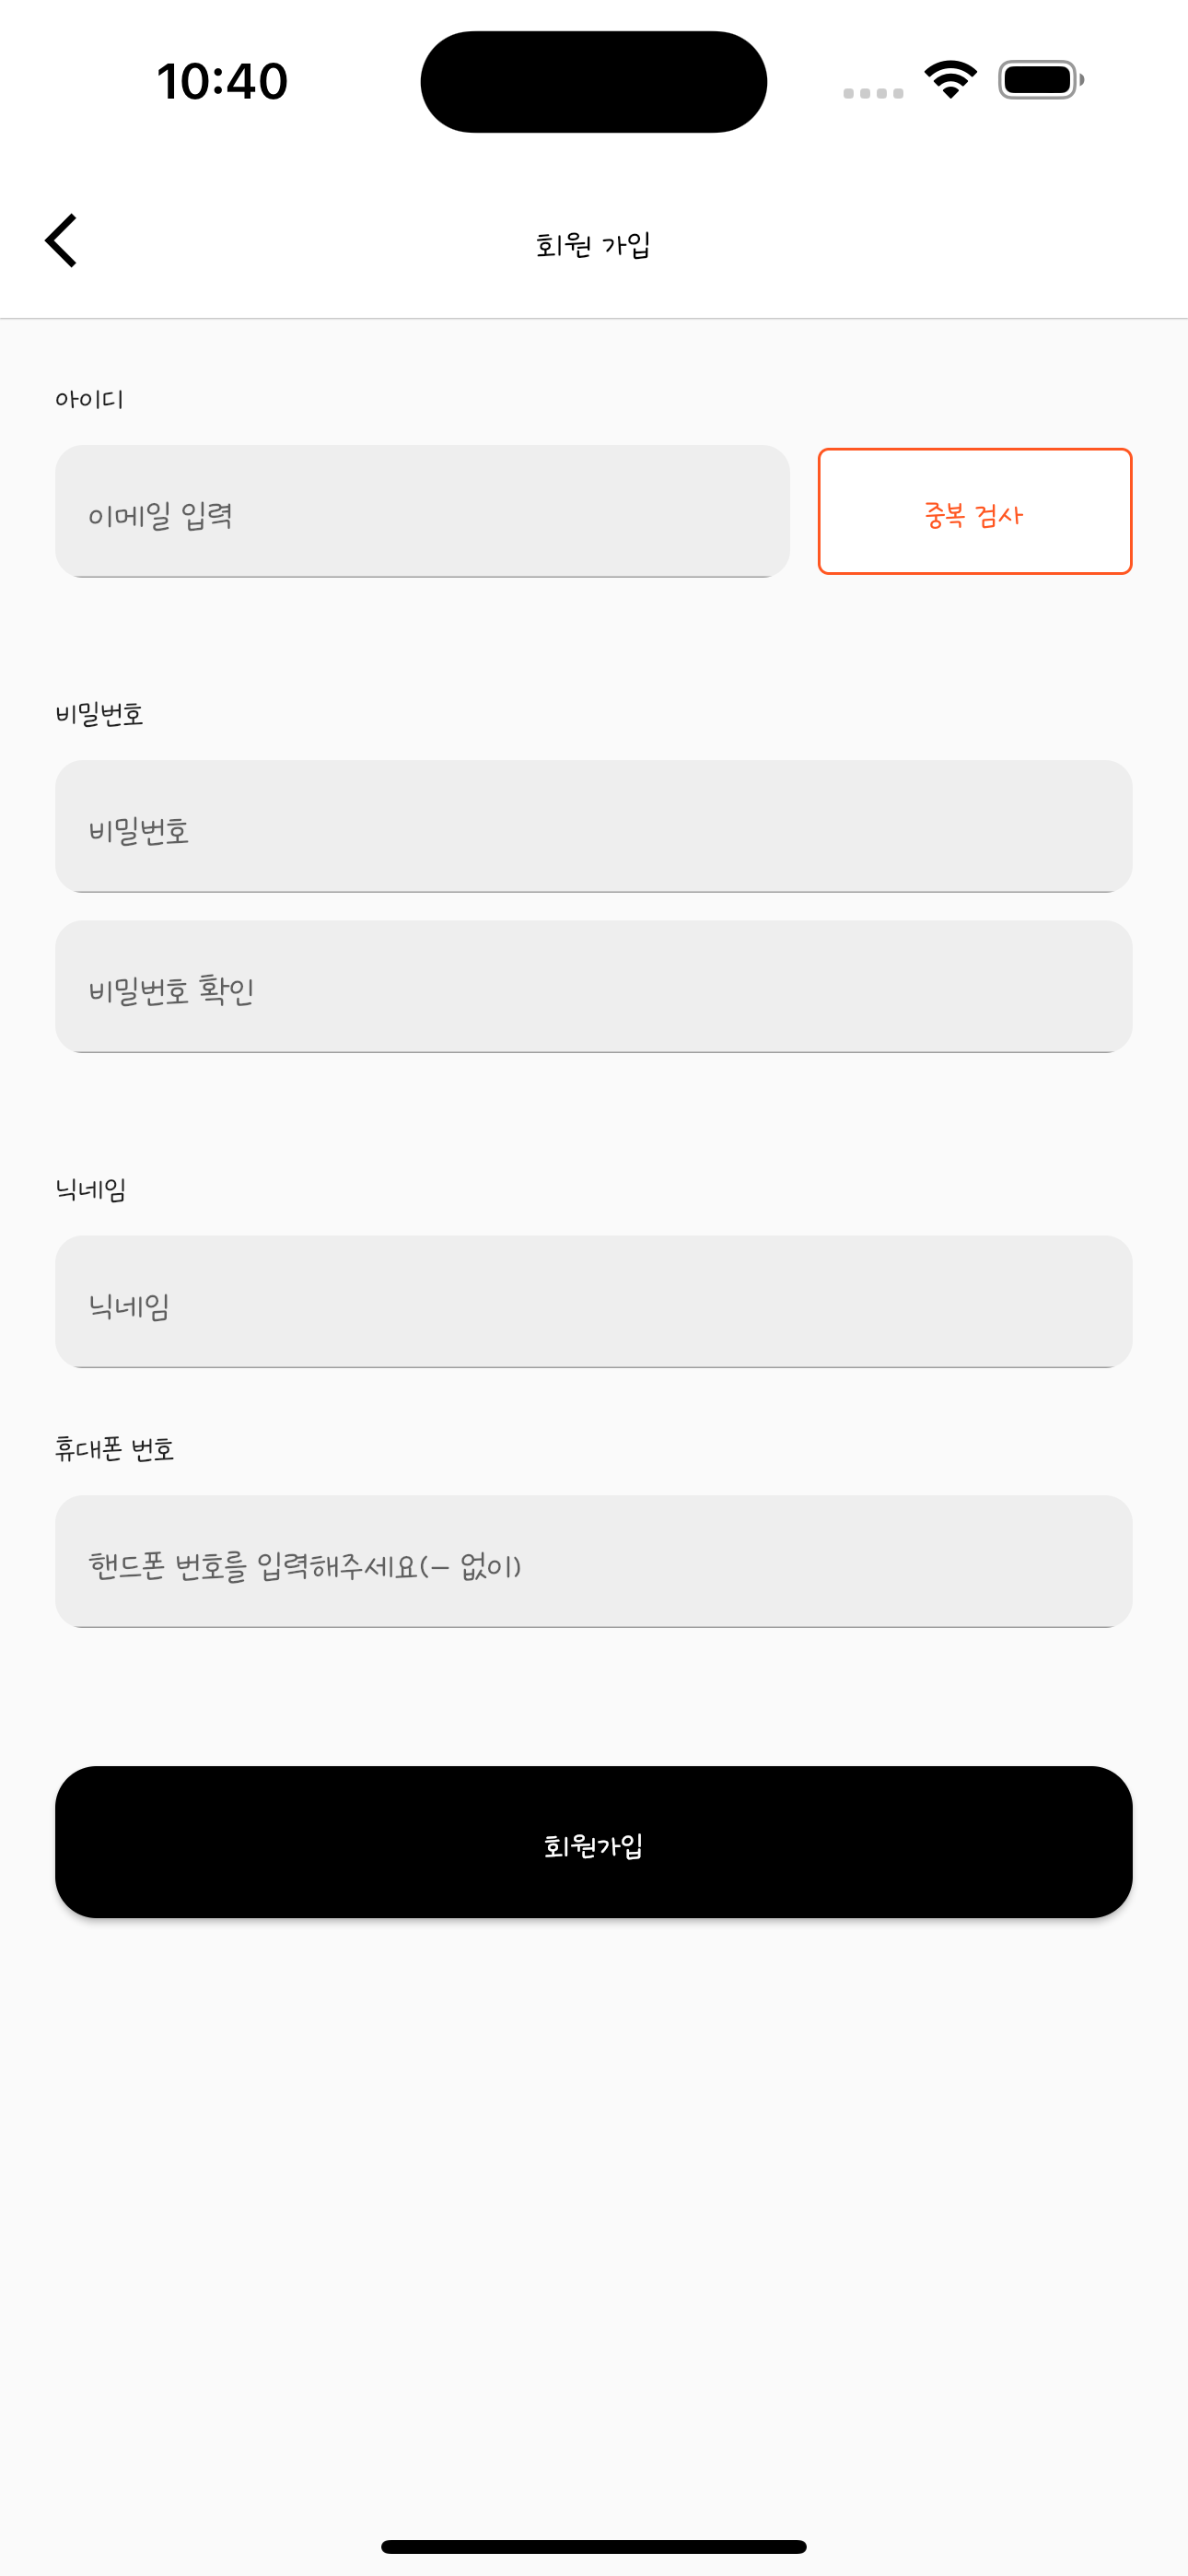 10:40
회원 가입
아이디
이메일 입력
중복 검사
비밀번호
비밀번호
비밀번호 확인
닉네임
닉네임
휴대폰 번호
핸드폰 번호를 입력해주세요(- 없이)
회원가입